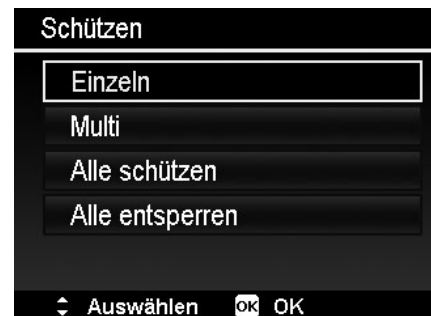 Schützen
Einzeln
Multi
Alle schützen
Alle entsperren
Auswählen OK OK